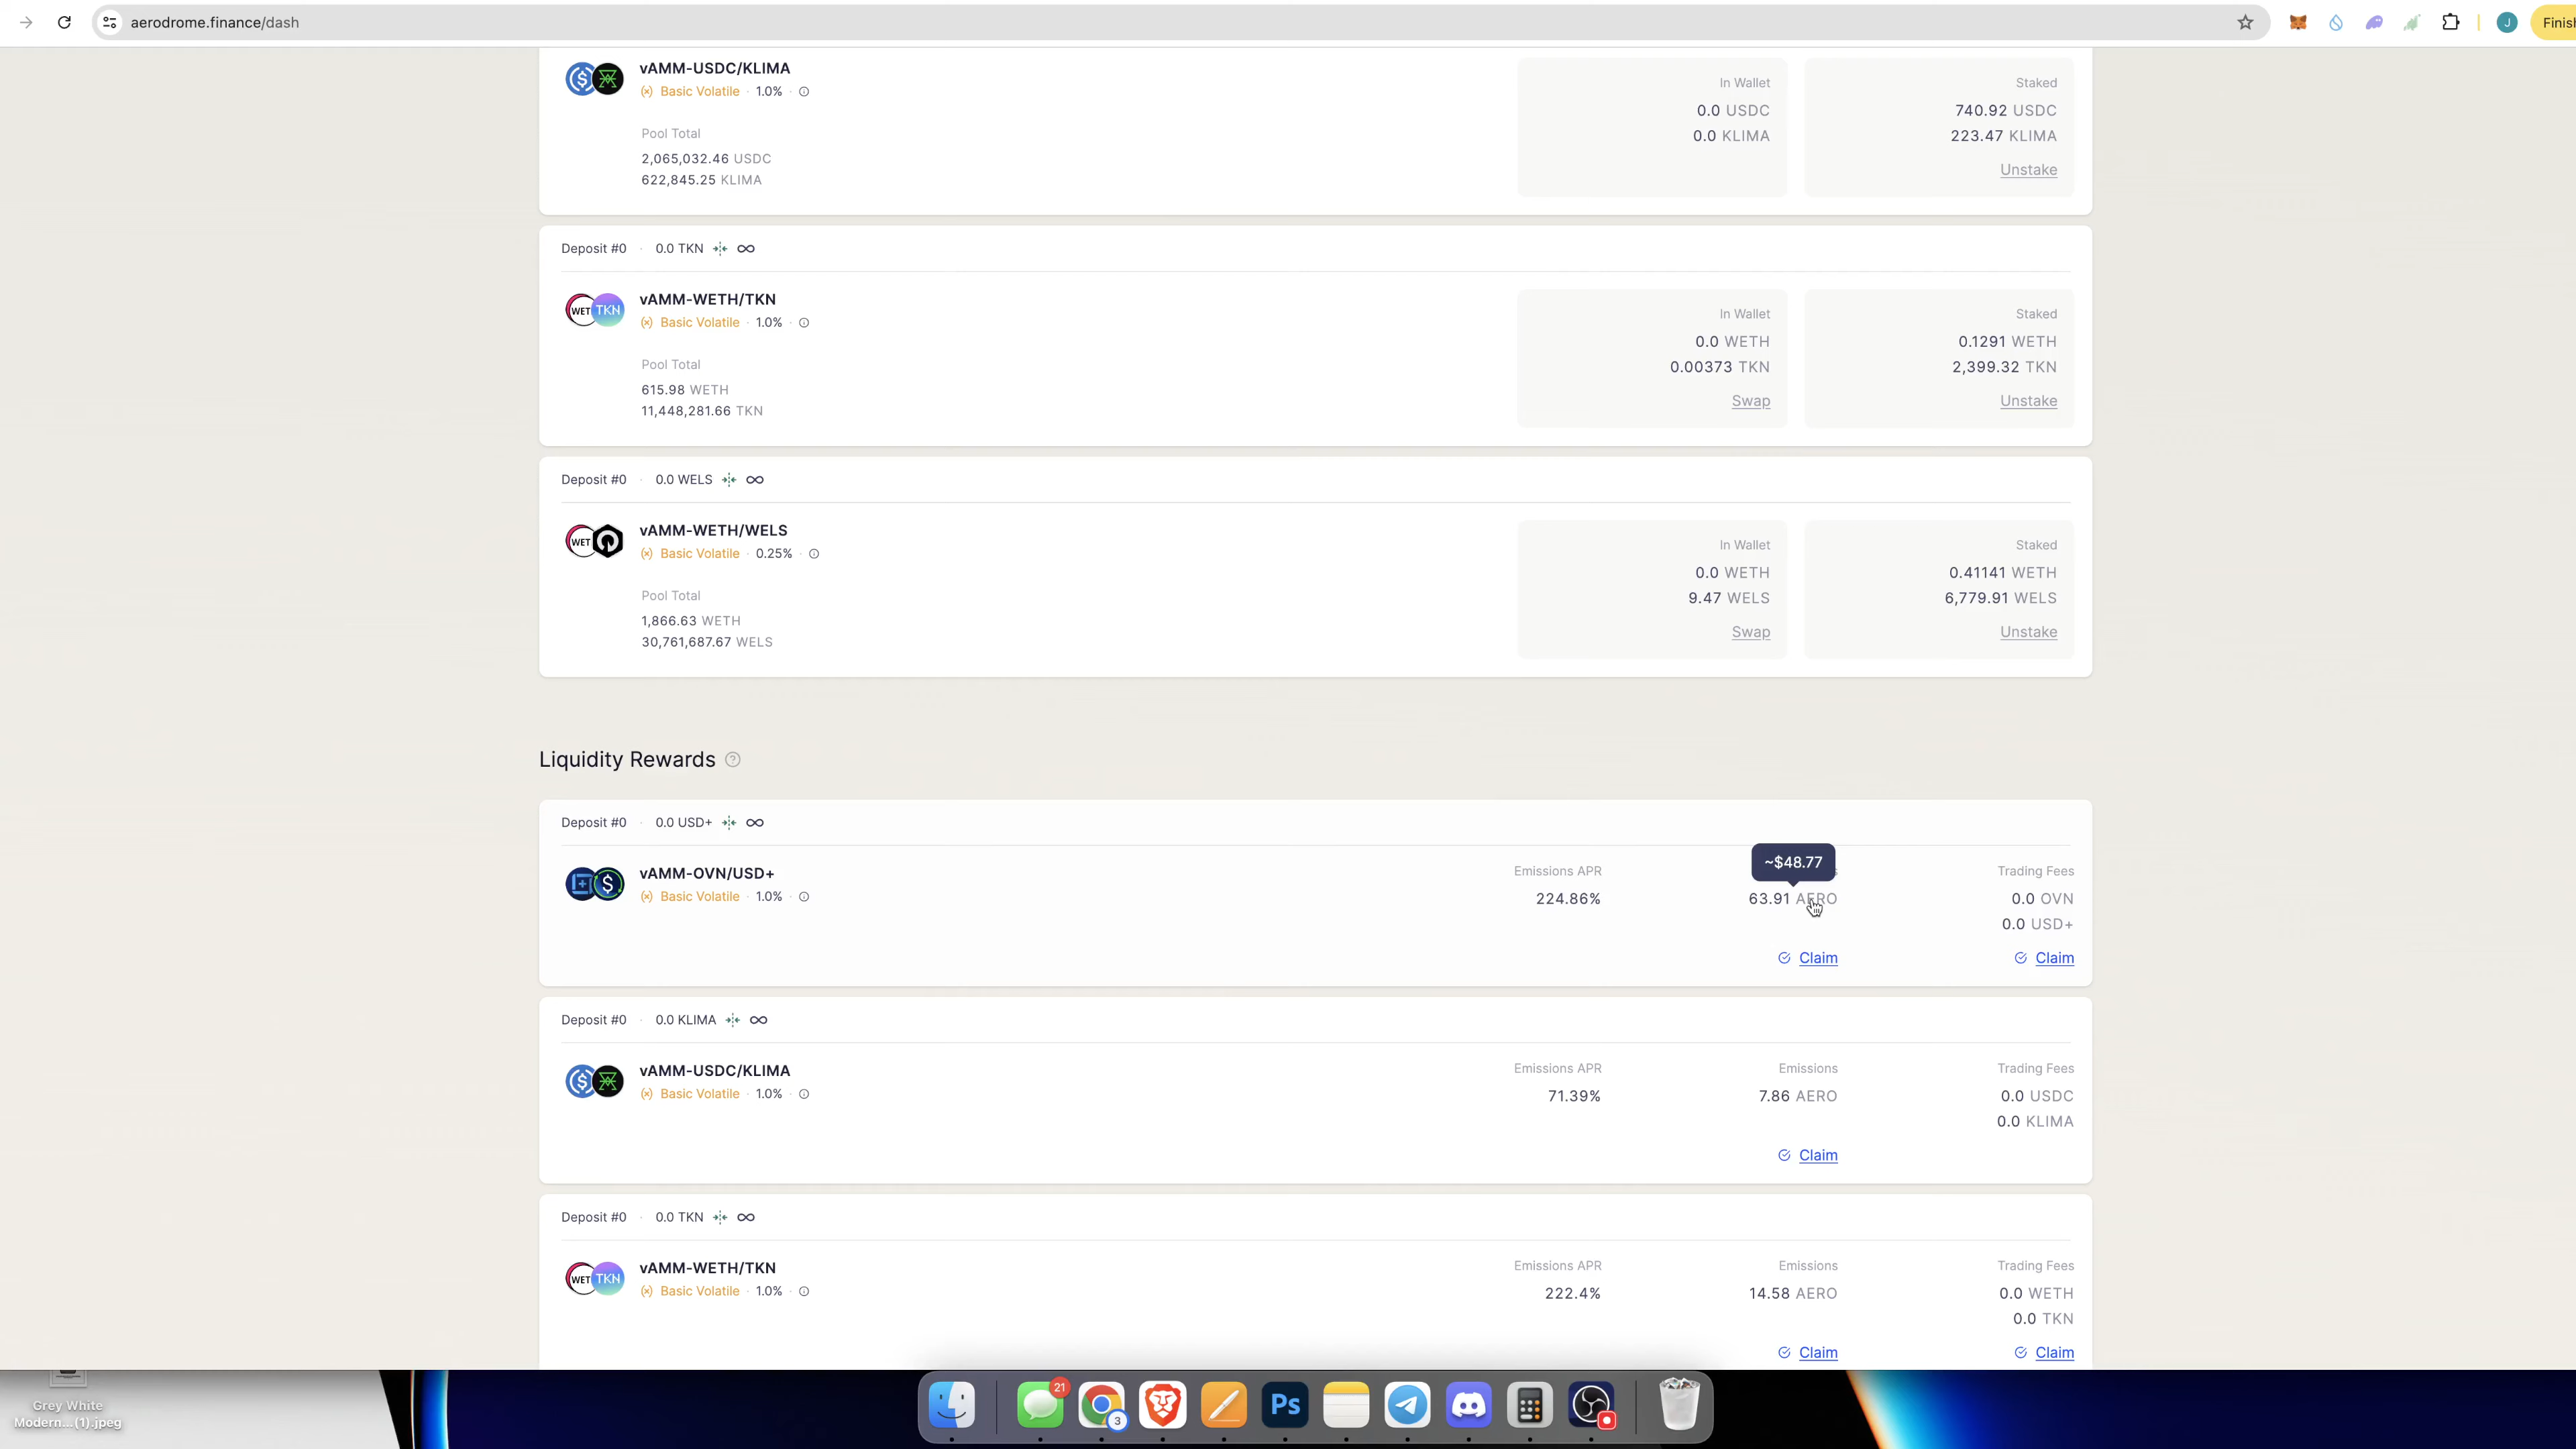 aerodrome.finance/dash
J
Finish
vAMM-USDC/KLIMA
Basic Volatile · 1.0% ·
Pool Total
2,065,032.46 USDC
622,845.25 KLIMA
In Wallet
0.0 USDC
0.0 KLIMA
Staked
740.92 USDC
223.47 KLIMA
Unstake
Deposit #0 · 0.0 TKN
WET TKN
vAMM-WETH/TKN
Basic Volatile · 1.0% ·
Pool Total
615.98 WETH
11,448,281.66 TKN
In Wallet
0.0 WETH
0.00373 TKN
Swap
Staked
0.1291 WETH
2,399.32 TKN
Unstake
Deposit #0 · 0.0 WELS
WET
vAMM-WETH/WELS
Basic Volatile · 0.25% ·
Pool Total
1,866.63 WETH
30,761,687.67 WELS
In Wallet
0.0 WETH
9.47 WELS
Swap
Staked
0.41141 WETH
6,779.91 WELS
Unstake
Liquidity Rewards
Deposit #0 · 0.0 USD+
vAMM-OVN/USD+
Basic Volatile · 1.0% ·
Emissions APR
224.86%
~$48.77
63.91 AERO
Claim
Trading Fees
0.0 OVN
0.0 USD+
Claim
Deposit #0 · 0.0 KLIMA
vAMM-USDC/KLIMA
Basic Volatile · 1.0% ·
Emissions APR
71.39%
Emissions
7.86 AERO
Claim
Trading Fees
0.0 USDC
0.0 KLIMA
Deposit #0 · 0.0 TKN
WET TKN
vAMM-WETH/TKN
Basic Volatile · 1.0% ·
Emissions APR
222.4%
Emissions
14.58 AERO
Claim
Trading Fees
0.0 WETH
0.0 TKN
Claim
Grey White
Modern...(1).jpeg
21
3
Ps